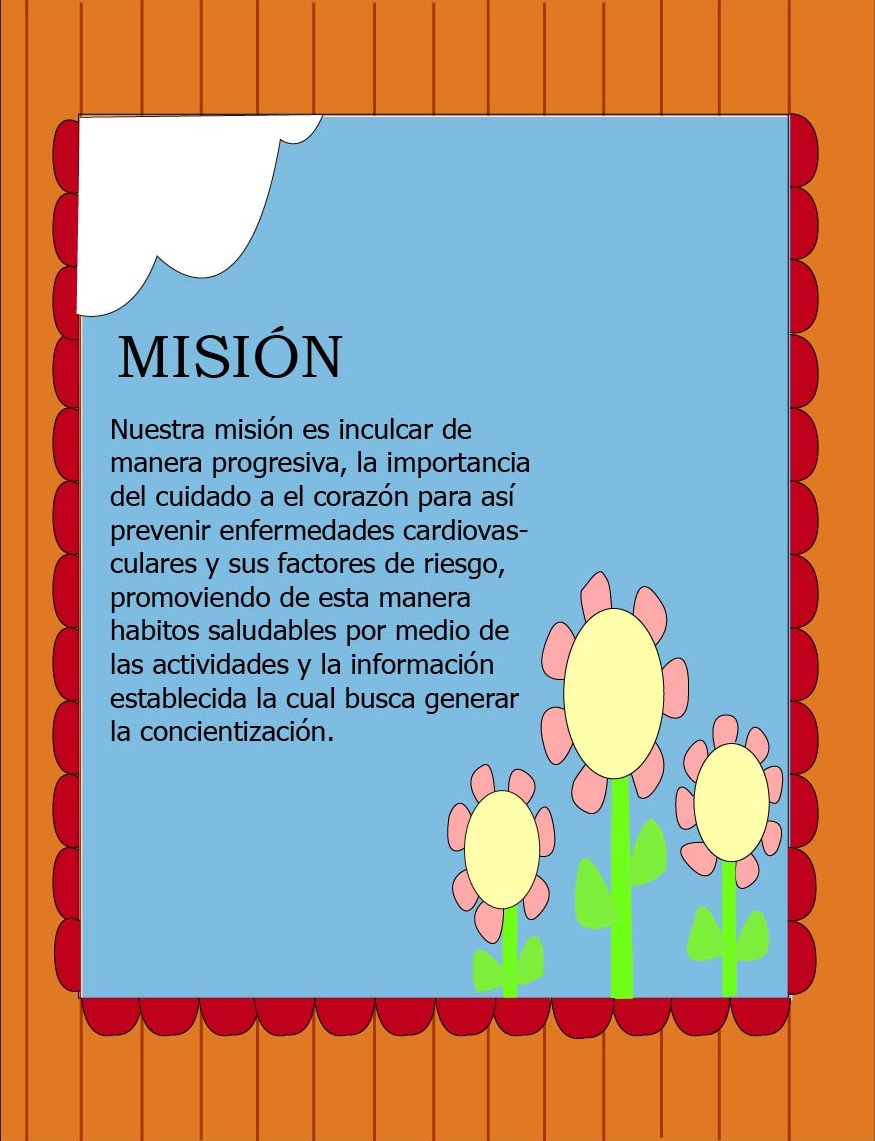 MISIÓN
Nuestra misión es inculcar de
manera progresiva, la importancia
del cuidado a el corazón para así
prevenir enfermedades cardiovas-
culares y sus factores de riesgo,
promoviendo de esta manera
habitos saludables por medio de
las actividades y la información
establecida la cual busca generar
la concientización.